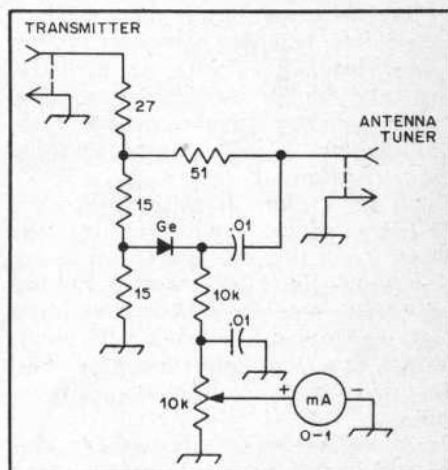 TRANSMITTER
27
ANTENNA
TUNER
51
15
Ge
.01
15
10k
.01
10k
+
mA
-
0-1